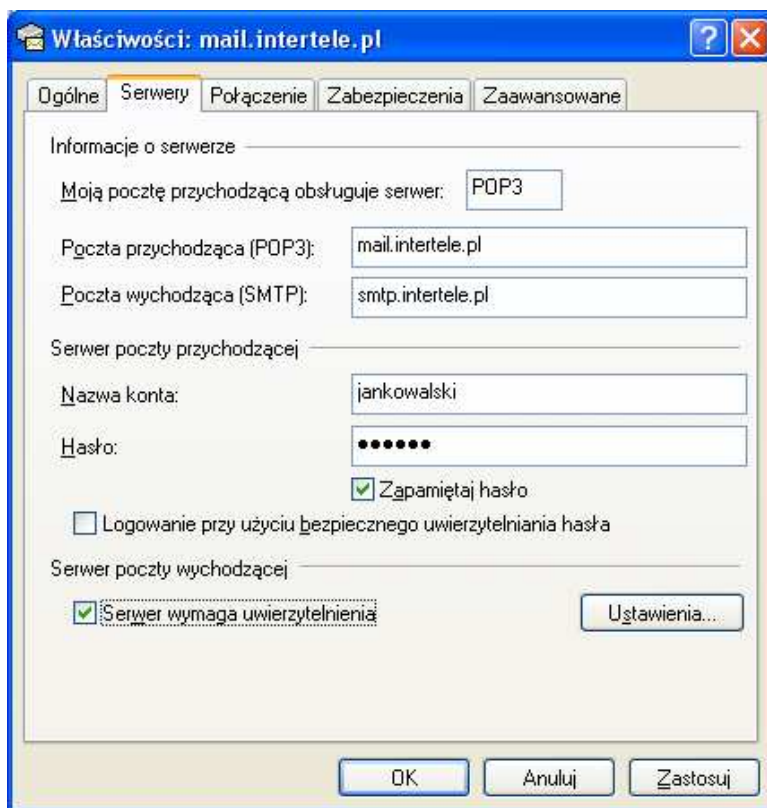 Właściwości: mail.intertele.pl
Ogólne Serwery Połączenie Zabezpieczenia Zaawansowane
Informacje o serwerze
Moją pocztę przychodzącą obsługuje serwer: POP3
Poczta przychodząca (POP3): mail.intertele.pl
Poczta wychodząca (SMTP): smtp.intertele.pl
Serwer poczty przychodzącej
Nazwa konta: jankowalski
Hasło: ●●●●●●
Zapamiętaj hasło
Logowanie przy użyciu bezpiecznego uwierzytelniania hasła
Serwer poczty wychodzącej
Serwer wymaga uwierzytelnienia Ustawienia...
OK Anuluj Zastosuj